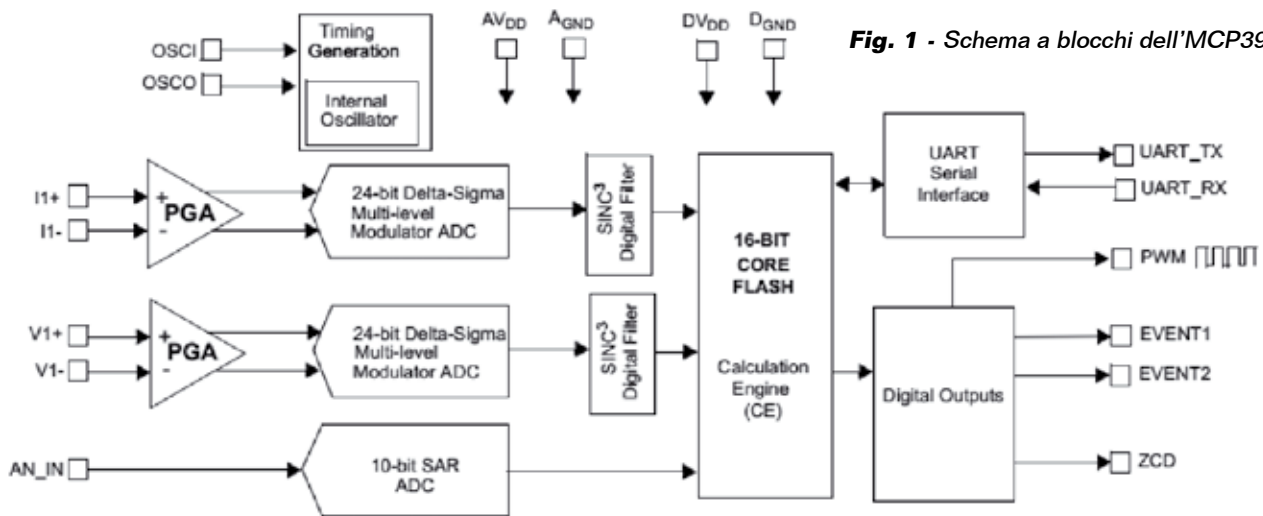 Fig. 1 - Schema a blocchi dell'MCP39
OSCI
OSCO
Timing
Generation
Internal
Oscillator
AVDD
AGND
DVDD
DGND
I1+
I1-
+
PGA
-
24-bit Delta-Sigma
Multi-level
Modulator ADC
SINC3
Digital Filter
V1+
V1-
+
PGA
-
24-bit Delta-Sigma
Multi-level
Modulator ADC
SINC3
Digital Filter
AN_IN
10-bit SAR
ADC
16-BIT
CORE
FLASH
Calculation
Engine
(CE)
UART
Serial
Interface
UART_TX
UART_RX
Digital Outputs
PWM
EVENT1
EVENT2
ZCD